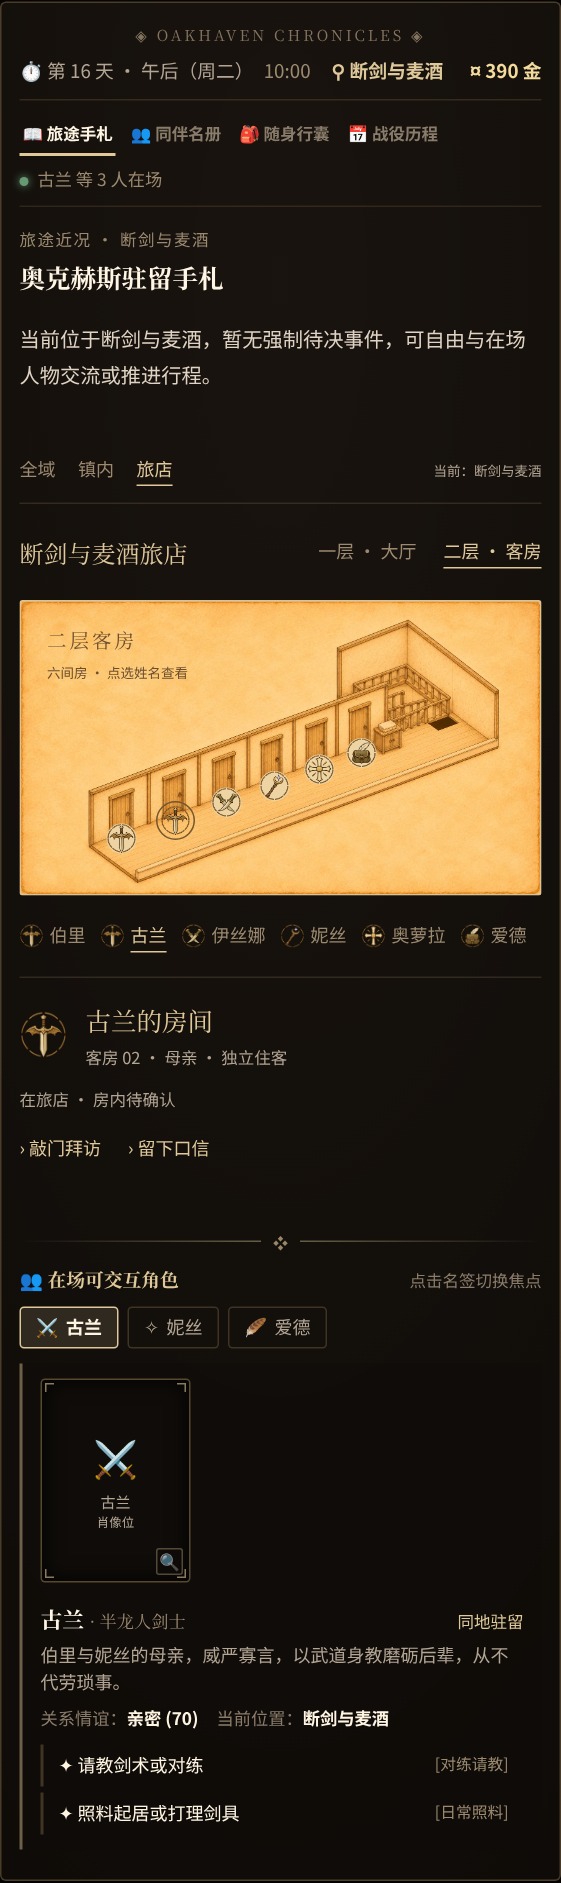 ◈ OAKHAVEN CHRONICLES ◈
⏱️ 第 16 天 · 午后（周二） 10:00 断剑与麦酒 ¤ 390 金
📖 旅途手札 👥 同伴名册 🎒 随身行囊 📅 战役历程
古兰 等 3 人在场
旅途近况 · 断剑与麦酒
奥克赫斯驻留手札
当前位于断剑与麦酒，暂无强制待决事件，可自由与在场
人物交流或推进行程。
全域 镇内 旅店 当前：断剑与麦酒
断剑与麦酒旅店 一层 · 大厅 二层 · 客房
二层客房
六间房 · 点选姓名查看
伯里 古兰 伊丝娜 妮丝 奥萝拉 爱德
古兰的房间
客房 02 · 母亲 · 独立住客
在旅店 · 房内待确认
› 敲门拜访 › 留下口信
👥 在场可交互角色 点击名签切换焦点
⚔️ 古兰 ✧ 妮丝 🪶 爱德
古兰
肖像位
古兰 · 半龙人剑士 同地驻留
伯里与妮丝的母亲，威严寡言，以武道身教磨砺后辈，从不
代劳琐事。
关系情谊：亲密 (70) 当前位置：断剑与麦酒
✦ 请教剑术或对练 [对练请教]
✦ 照料起居或打理剑具 [日常照料]